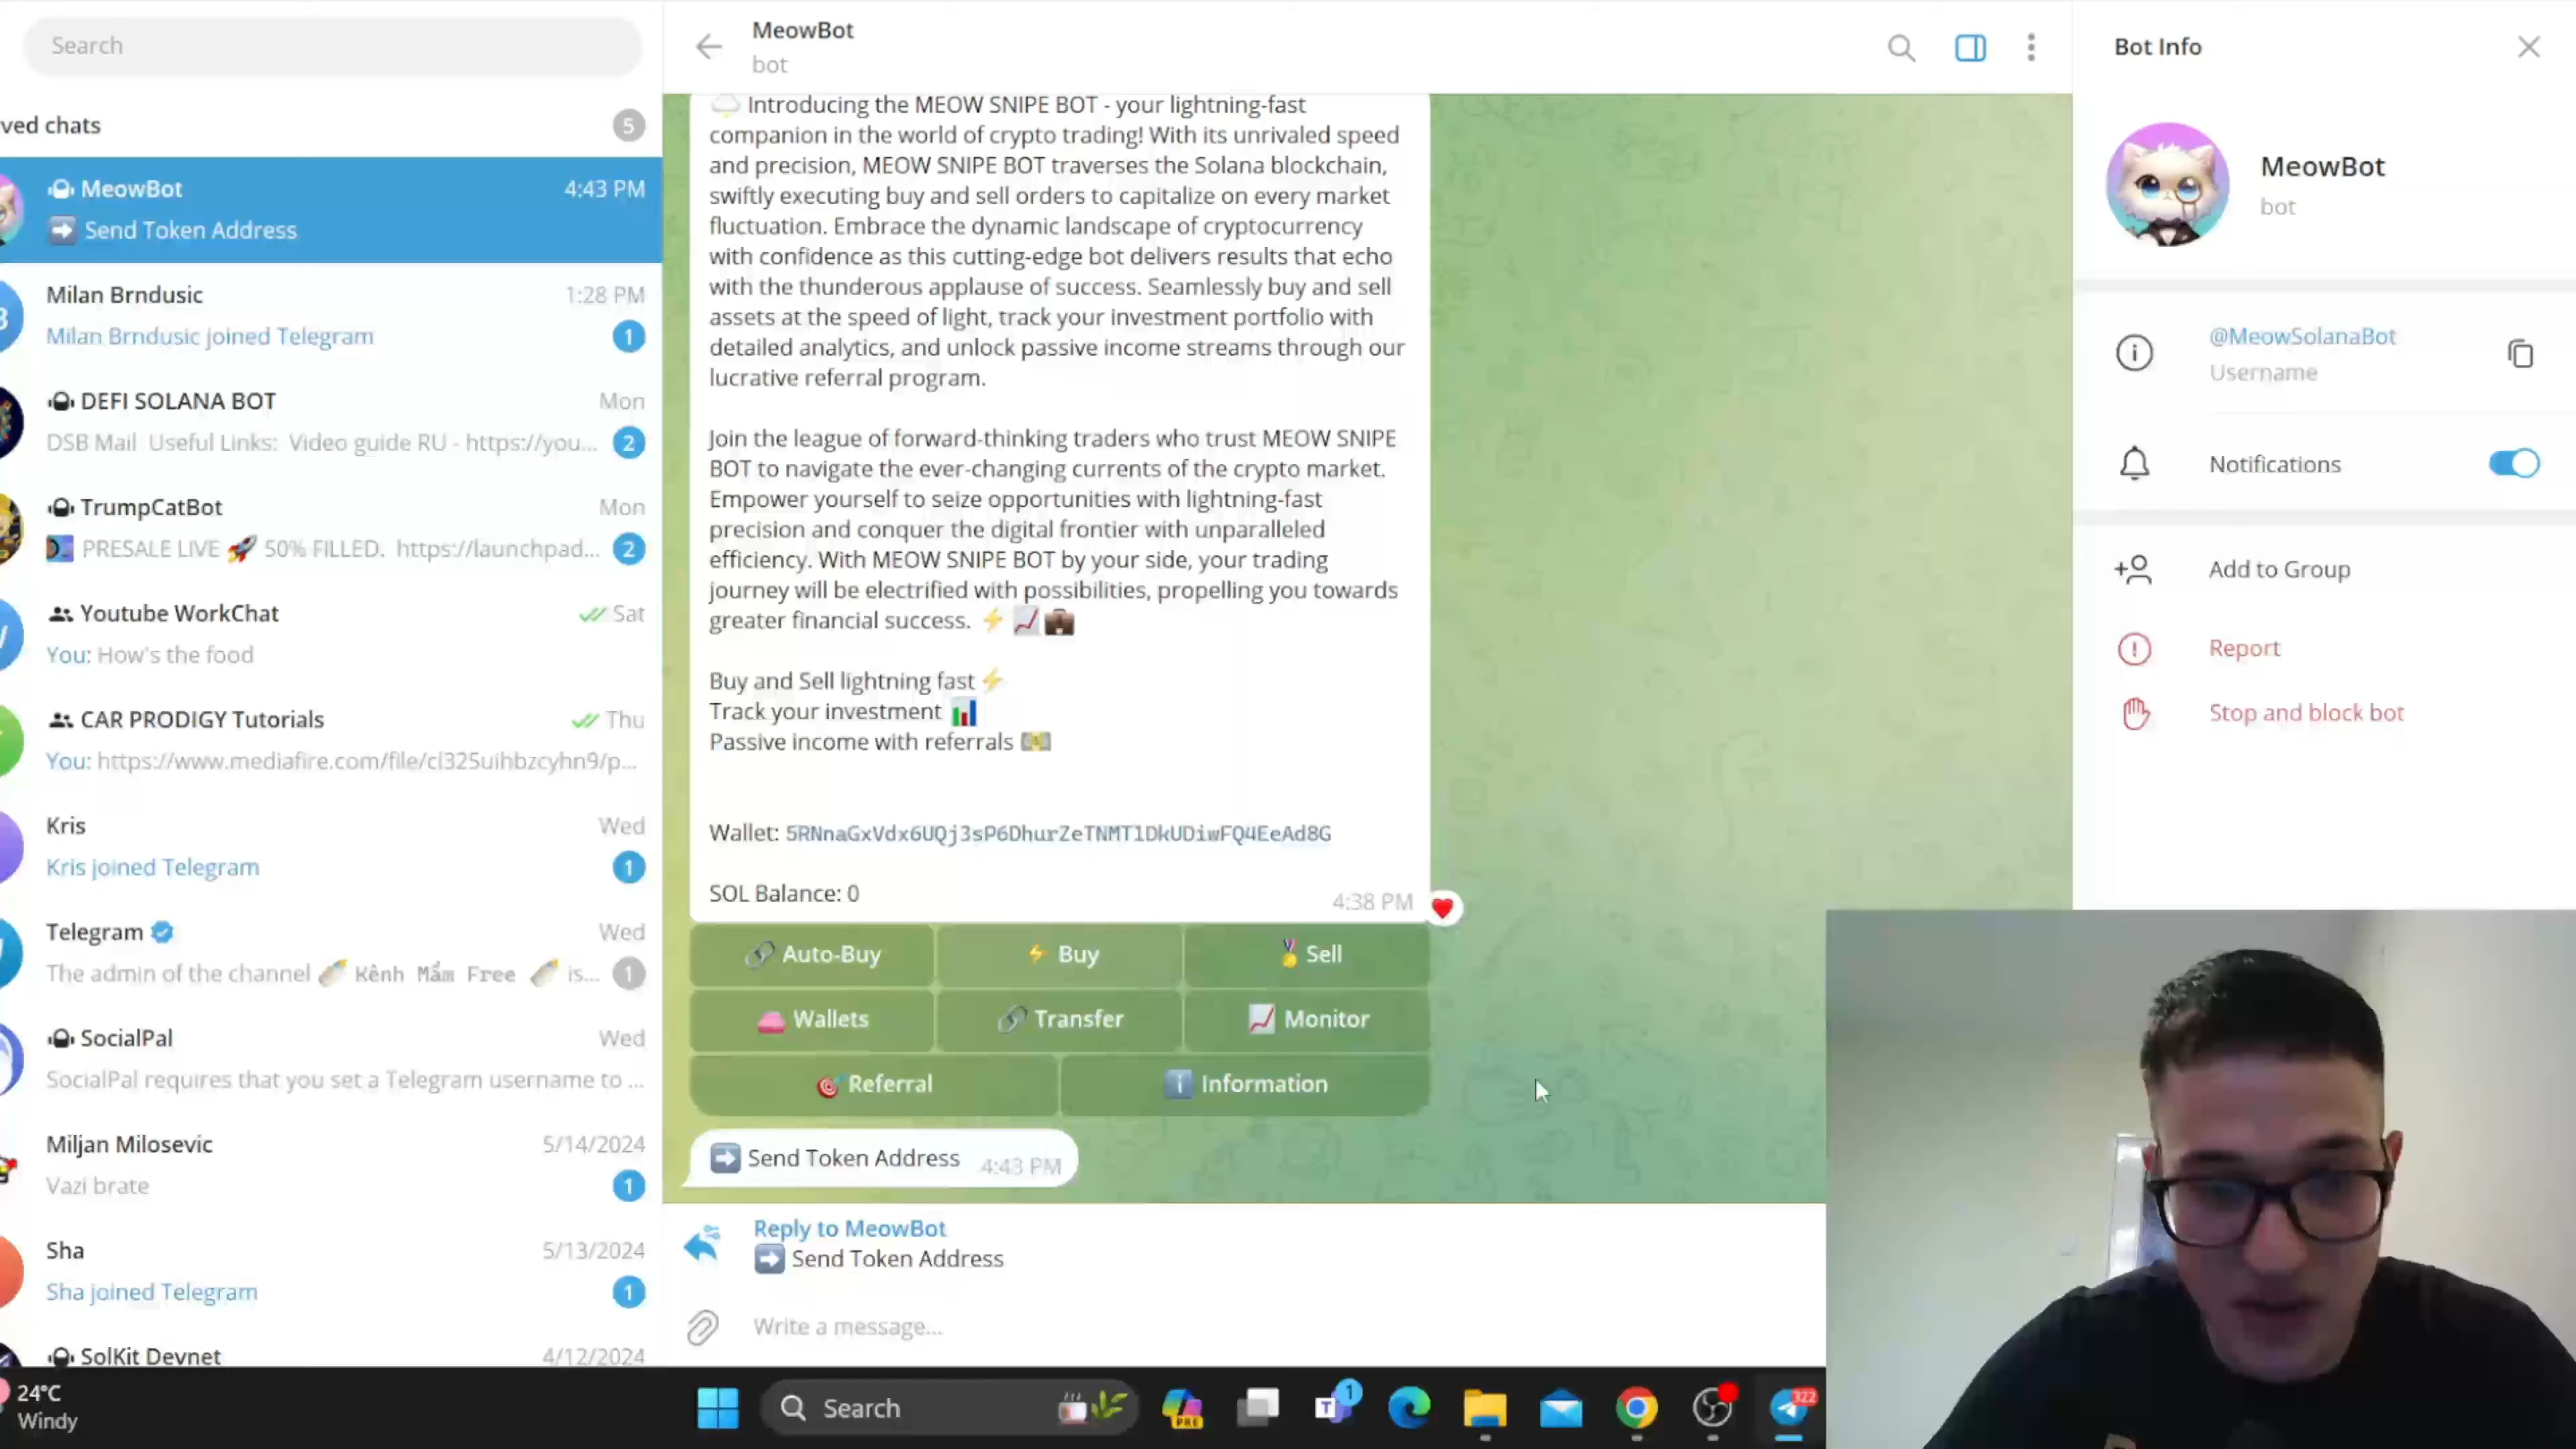 Search
ved chats
5
MeowBot
4:43 PM
Send Token Address
Milan Brndusic
1:28 PM
Milan Brndusic joined Telegram
1
DEFI SOLANA BOT
Mon
DSB Mail Useful Links: Video guide RU - https://you...
2
TrumpCatBot
Mon
PRESALE LIVE 🚀 50% FILLED. https://launchpad...
2
Youtube WorkChat
Sat
You: How's the food
CAR PRODIGY Tutorials
Thu
You: https://www.mediafire.com/file/cl325uihbzcyhn9/p...
Kris
Wed
Kris joined Telegram
1
Telegram
Wed
The admin of the channel 🍼 Kênh Mầm Free 🍼 is...
1
SocialPal
Wed
SocialPal requires that you set a Telegram username to ...
Miljan Milosevic
5/14/2024
Vazi brate
1
Sha
5/13/2024
Sha joined Telegram
1
SolKit Devnet
4/12/2024
MeowBot
bot
Introducing the MEOW SNIPE BOT - your lightning-fast
companion in the world of crypto trading! With its unrivaled speed
and precision, MEOW SNIPE BOT traverses the Solana blockchain,
swiftly executing buy and sell orders to capitalize on every market
fluctuation. Embrace the dynamic landscape of cryptocurrency
with confidence as this cutting-edge bot delivers results that echo
with the thunderous applause of success. Seamlessly buy and sell
assets at the speed of light, track your investment portfolio with
detailed analytics, and unlock passive income streams through our
lucrative referral program.
Join the league of forward-thinking traders who trust MEOW SNIPE
BOT to navigate the ever-changing currents of the crypto market.
Empower yourself to seize opportunities with lightning-fast
precision and conquer the digital frontier with unparalleled
efficiency. With MEOW SNIPE BOT by your side, your trading
journey will be electrified with possibilities, propelling you towards
greater financial success. ⚡📈💼
Buy and Sell lightning fast ⚡
Track your investment 📊
Passive income with referrals 💵
Wallet: 5RNnaGxVdx6UQj3sP6DhurZeTNMT1DkUDiwFQ4EeAd8G
SOL Balance: 0
4:38 PM
Auto-Buy
Buy
Sell
Wallets
Transfer
Monitor
Referral
Information
Send Token Address 4:43 PM
Reply to MeowBot
Send Token Address
Write a message...
Bot Info
MeowBot
bot
@MeowSolanaBot
Username
Notifications
Add to Group
Report
Stop and block bot
24°C
Windy
Search
PRE
1
322